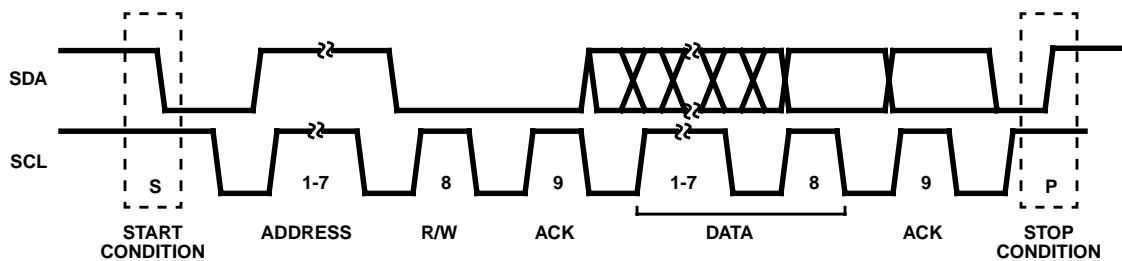 SDA
SCL
S
1-7
8
9
1-7
8
9
P
START
CONDITION
ADDRESS
R/W
ACK
DATA
ACK
STOP
CONDITION